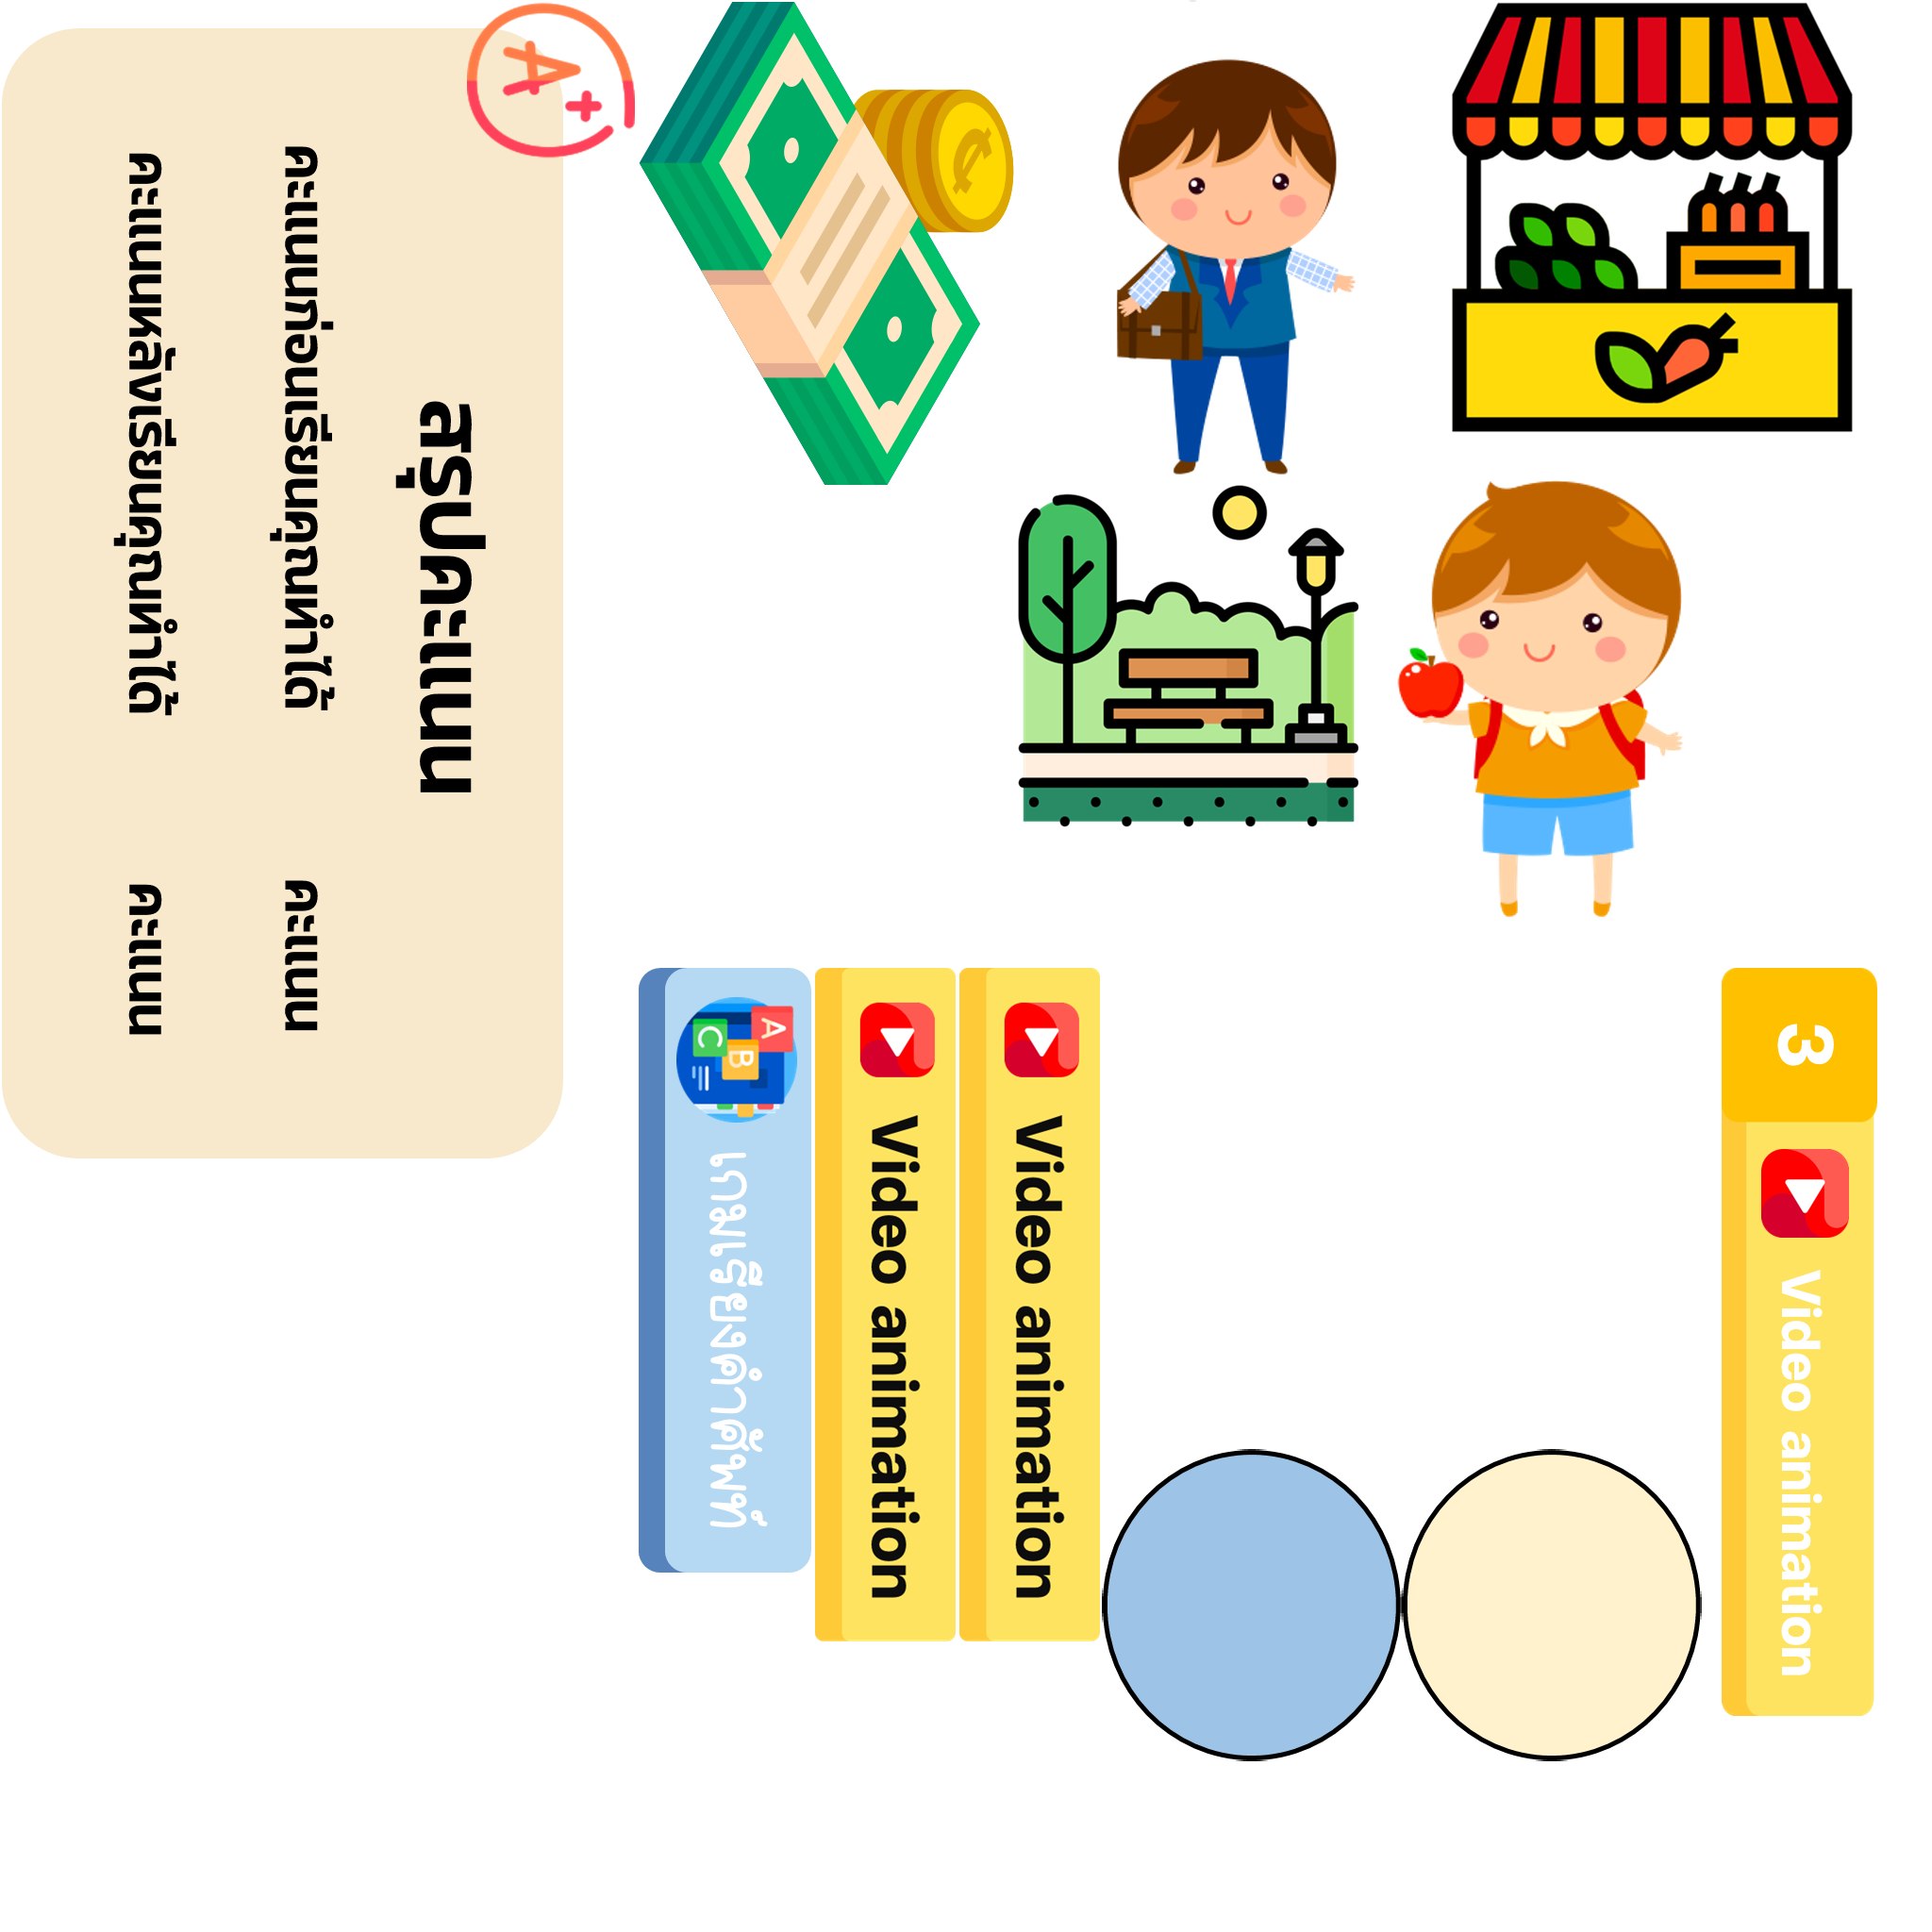 A+
สรุปคะแนน
คะแนนก่อนเรียนคุณทำได้ คะแนน
คะแนนหลังเรียนคุณทำได้ คะแนน
A
B
C
เกมเสียงคำศัพท์
Video animation
Video animation
3
Video animation